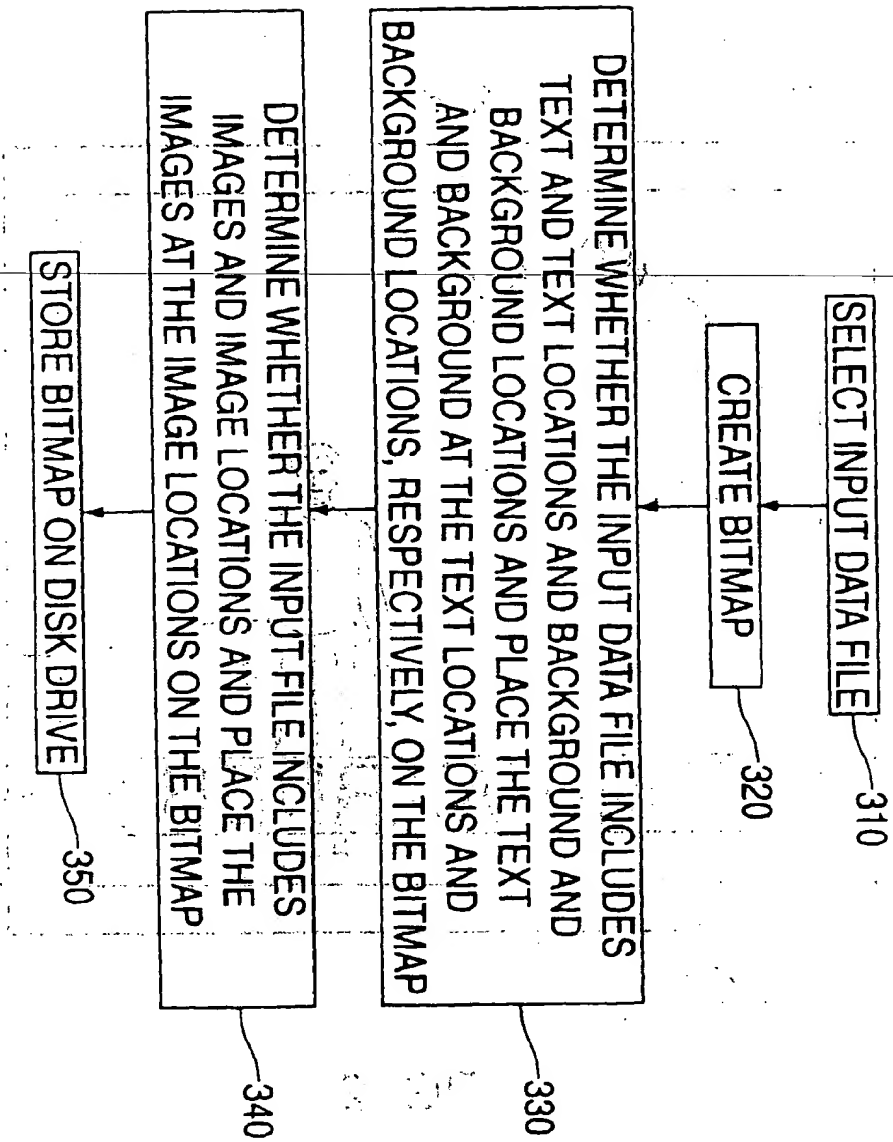 SELECT INPUT DATA FILE
310
CREATE BITMAP
320
DETERMINE WHETHER THE INPUT DATA FILE INCLUDES
TEXT AND TEXT LOCATIONS AND BACKGROUND AND
BACKGROUND LOCATIONS AND PLACE THE TEXT
AND BACKGROUND AT THE TEXT LOCATIONS AND
BACKGROUND LOCATIONS, RESPECTIVELY, ON THE BITMAP
330
DETERMINE WHETHER THE INPUT FILE INCLUDES
IMAGES AND IMAGE LOCATIONS AND PLACE THE
IMAGES AT THE IMAGE LOCATIONS ON THE BITMAP
340
STORE BITMAP ON DISK DRIVE
350